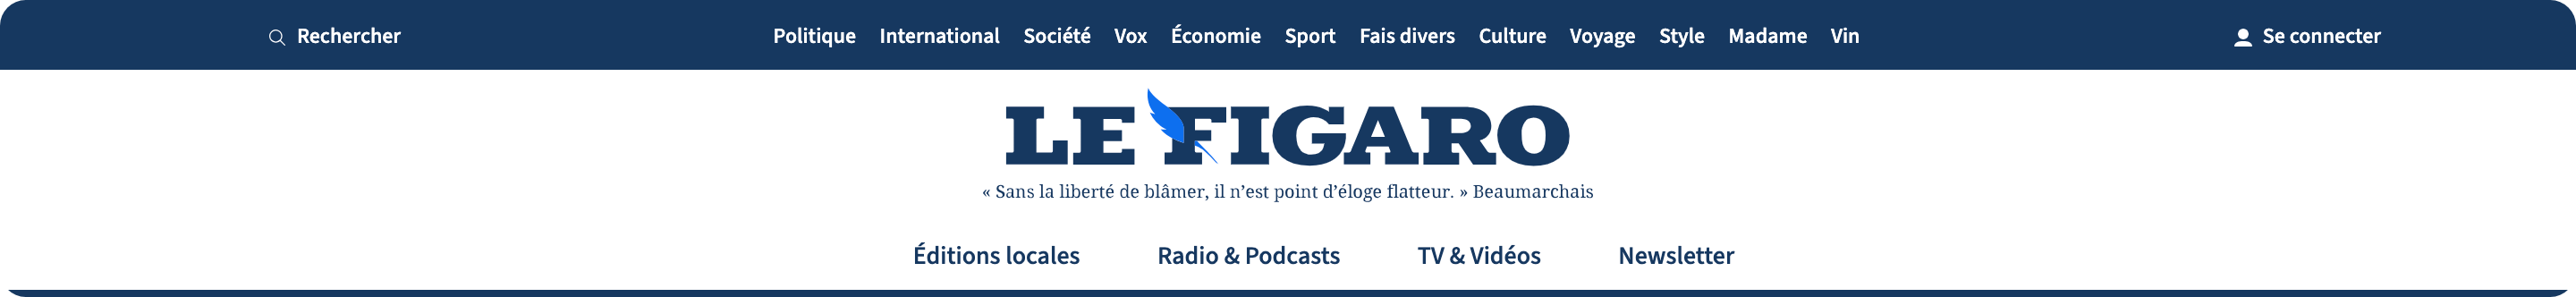 Rechercher Politique International Société Vox Économie Sport Fais divers Culture Voyage Style Madame Vin Se connecter
LE FIGARO
« Sans la liberté de blâmer, il n’est point d’éloge flatteur. » Beaumarchais
Éditions locales Radio & Podcasts TV & Vidéos Newsletter